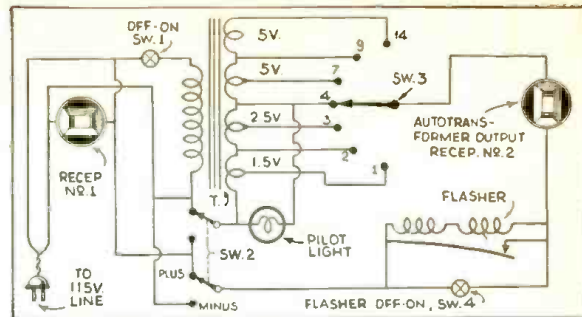 OFF-ON
SW.1
RECEP.
Nº.1
TO
115V.
LINE
T.
5V.
5V.
2.5V
1.5V
14
9
7
4
3
2
1
SW.3
SW.2
PLUS
MINUS
PILOT
LIGHT
AUTOTRANS-
FORMER OUTPUT
RECEP. Nº.2
FLASHER
FLASHER OFF-ON, SW.4